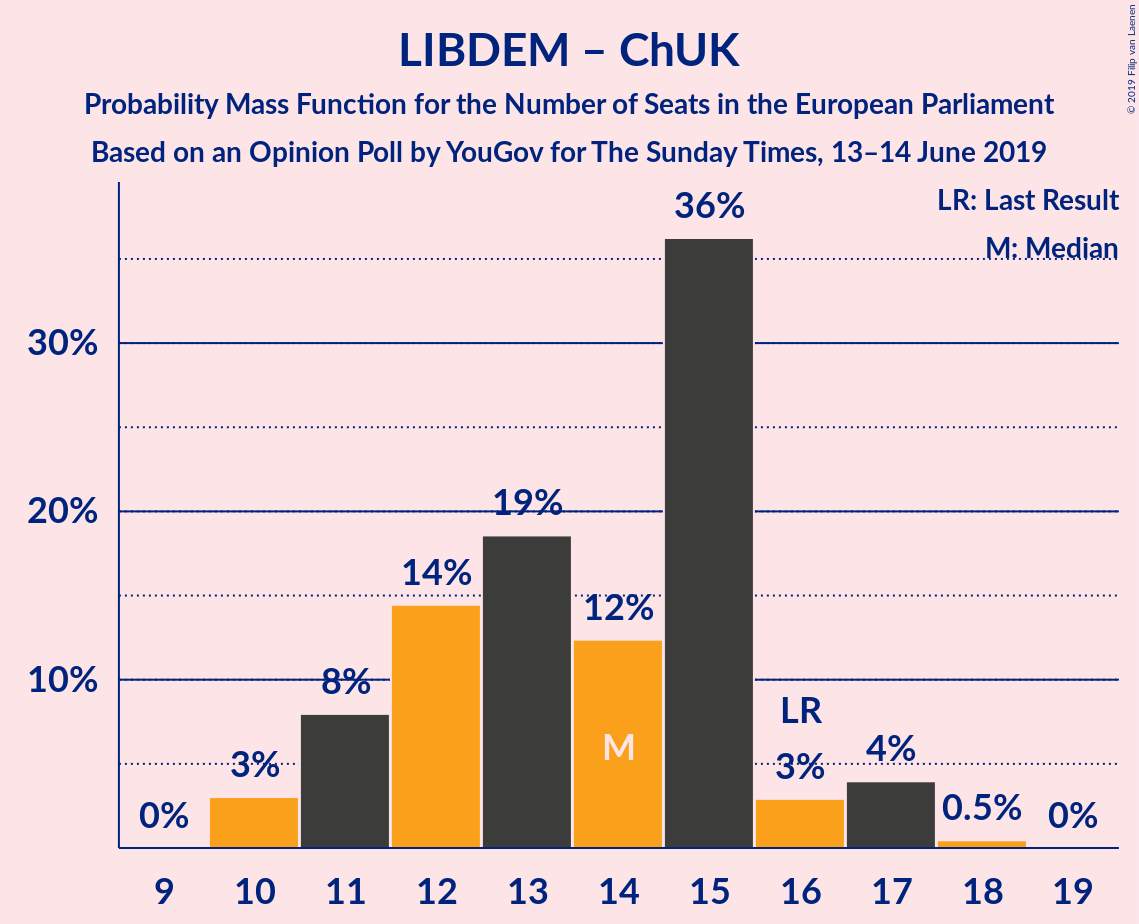 LIBDEM – ChUK
Probability Mass Function for the Number of Seats in the European Parliament
Based on an Opinion Poll by YouGov for The Sunday Times, 13–14 June 2019
© 2019 Filip van Laenen
LR: Last Result
M: Median
30%
20%
10%
0%
3%
8%
14%
19%
12%
36%
3%
4%
0.5%
0%
LR
M
9 10 11 12 13 14 15 16 17 18 19